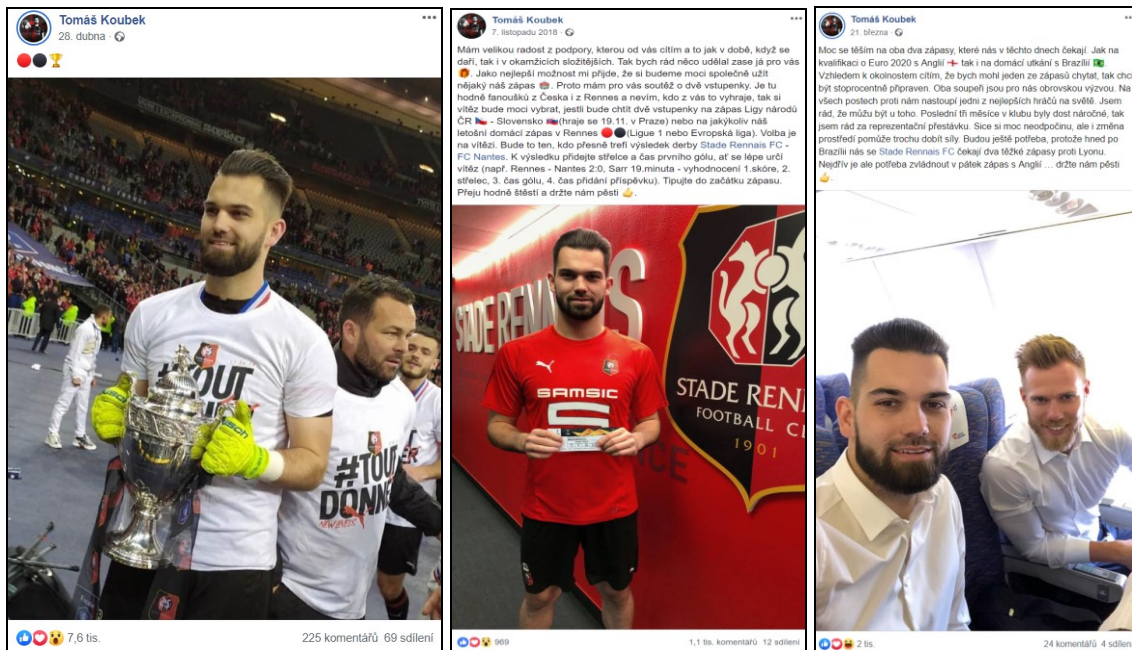 Tomáš Koubek
28. dubna
#TOUT
#TOUT
DONNER
7,6 tis.
225 komentářů 69 sdílení
Tomáš Koubek
7. listopadu 2018
Mám velikou radost z podpory, kterou od vás cítím a to jak v době, když se
daří, tak i v okamžicích složitějších. Tak bych rád něco udělal zase já pro vás
. Jako nejlepší možnost mi přijde, že si budeme moci společně užít
nějaký náš zápas . Proto mám pro vás soutěž o dvě vstupenky. Je tu
hodně fanoušků z Česka i z Rennes a nevím, kdo z vás to vyhraje, tak si
vítěz bude moci vybrat, jestli bude chtít dvě vstupenky na zápas Ligy národů
ČR - Slovensko (hraje se 19.11. v Praze) nebo na jakýkoliv náš
letošní domácí zápas v Rennes (Ligue 1 nebo Evropská liga). Volba je
na vítězi. Bude to ten, kdo přesně trefí výsledek derby Stade Rennais FC -
FC Nantes. K výsledku přidejte střelce a čas prvního gólu, ať se lépe určí
vítěz (např. Rennes - Nantes 2:0, Sarr 19.minuta - vyhodnocení 1.skóre, 2.
střelec, 3. čas gólu, 4. čas přidání příspěvku). Tipujte do začátku zápasu.
Přeju hodně štěstí a držte nám pěsti .
STADE RENN S
SAMSIC
STADE RENN
FOOTBALL CL
1901
969
1,1 tis. komentářů 12 sdílení
Tomáš Koubek
21. března
Moc se těším na oba dva zápasy, které nás v těchto dnech čekají. Jak na
kvalifikaci o Euro 2020 s Anglií tak i na domácí utkání s Brazílií .
Vzhledem k okolnostem cítím, že bych mohl jeden ze zápasů chytat, tak chci
být stoprocentně připraven. Oba soupeři jsou pro nás obrovskou výzvou. Na
všech postech proti nám nastoupí jedni z nejlepších hráčů na světě. Jsem
rád, že můžu být u toho. Poslední tři měsíce v klubu byly dost náročné, tak
jsem rád za reprezentační přestávku. Sice si moc neodpočinu, ale i změna
prostředí pomůže trochu dobít síly. Budou ještě potřeba, protože hned po
Brazílii nás se Stade Rennais FC čekají dva těžké zápasy proti Lyonu.
Nejdřív je ale potřeba zvládnout v pátek zápas s Anglií ... držte nám pěsti
.
2 tis.
24 komentářů 4 sdílení